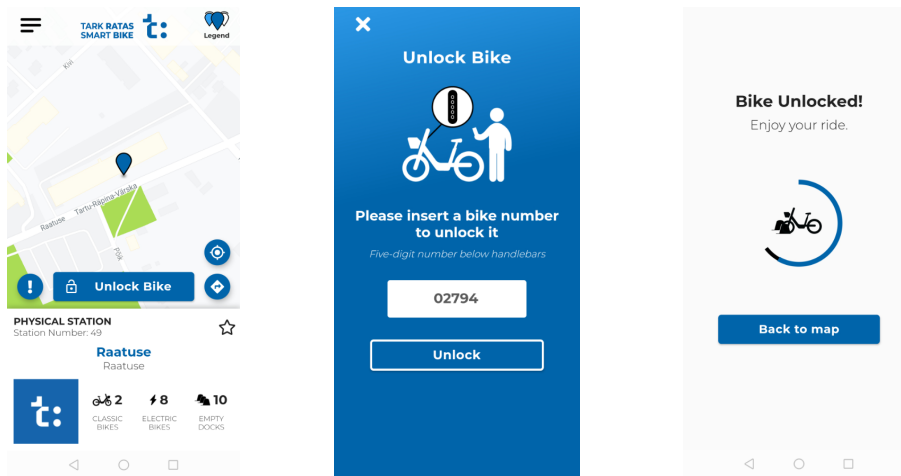 TARK RATAS
SMART BIKE
t:
Legend
Kivi
Tartu-Räpina-Värska
Raatuse
Põik
!
Unlock Bike
PHYSICAL STATION
Station Number: 49
Raatuse
Raatuse
t:
2
8
10
CLASSIC
BIKES
ELECTRIC
BIKES
EMPTY
DOCKS
Unlock Bike
Please insert a bike number
to unlock it
Five-digit number below handlebars
02794
Unlock
Bike Unlocked!
Enjoy your ride.
Back to map